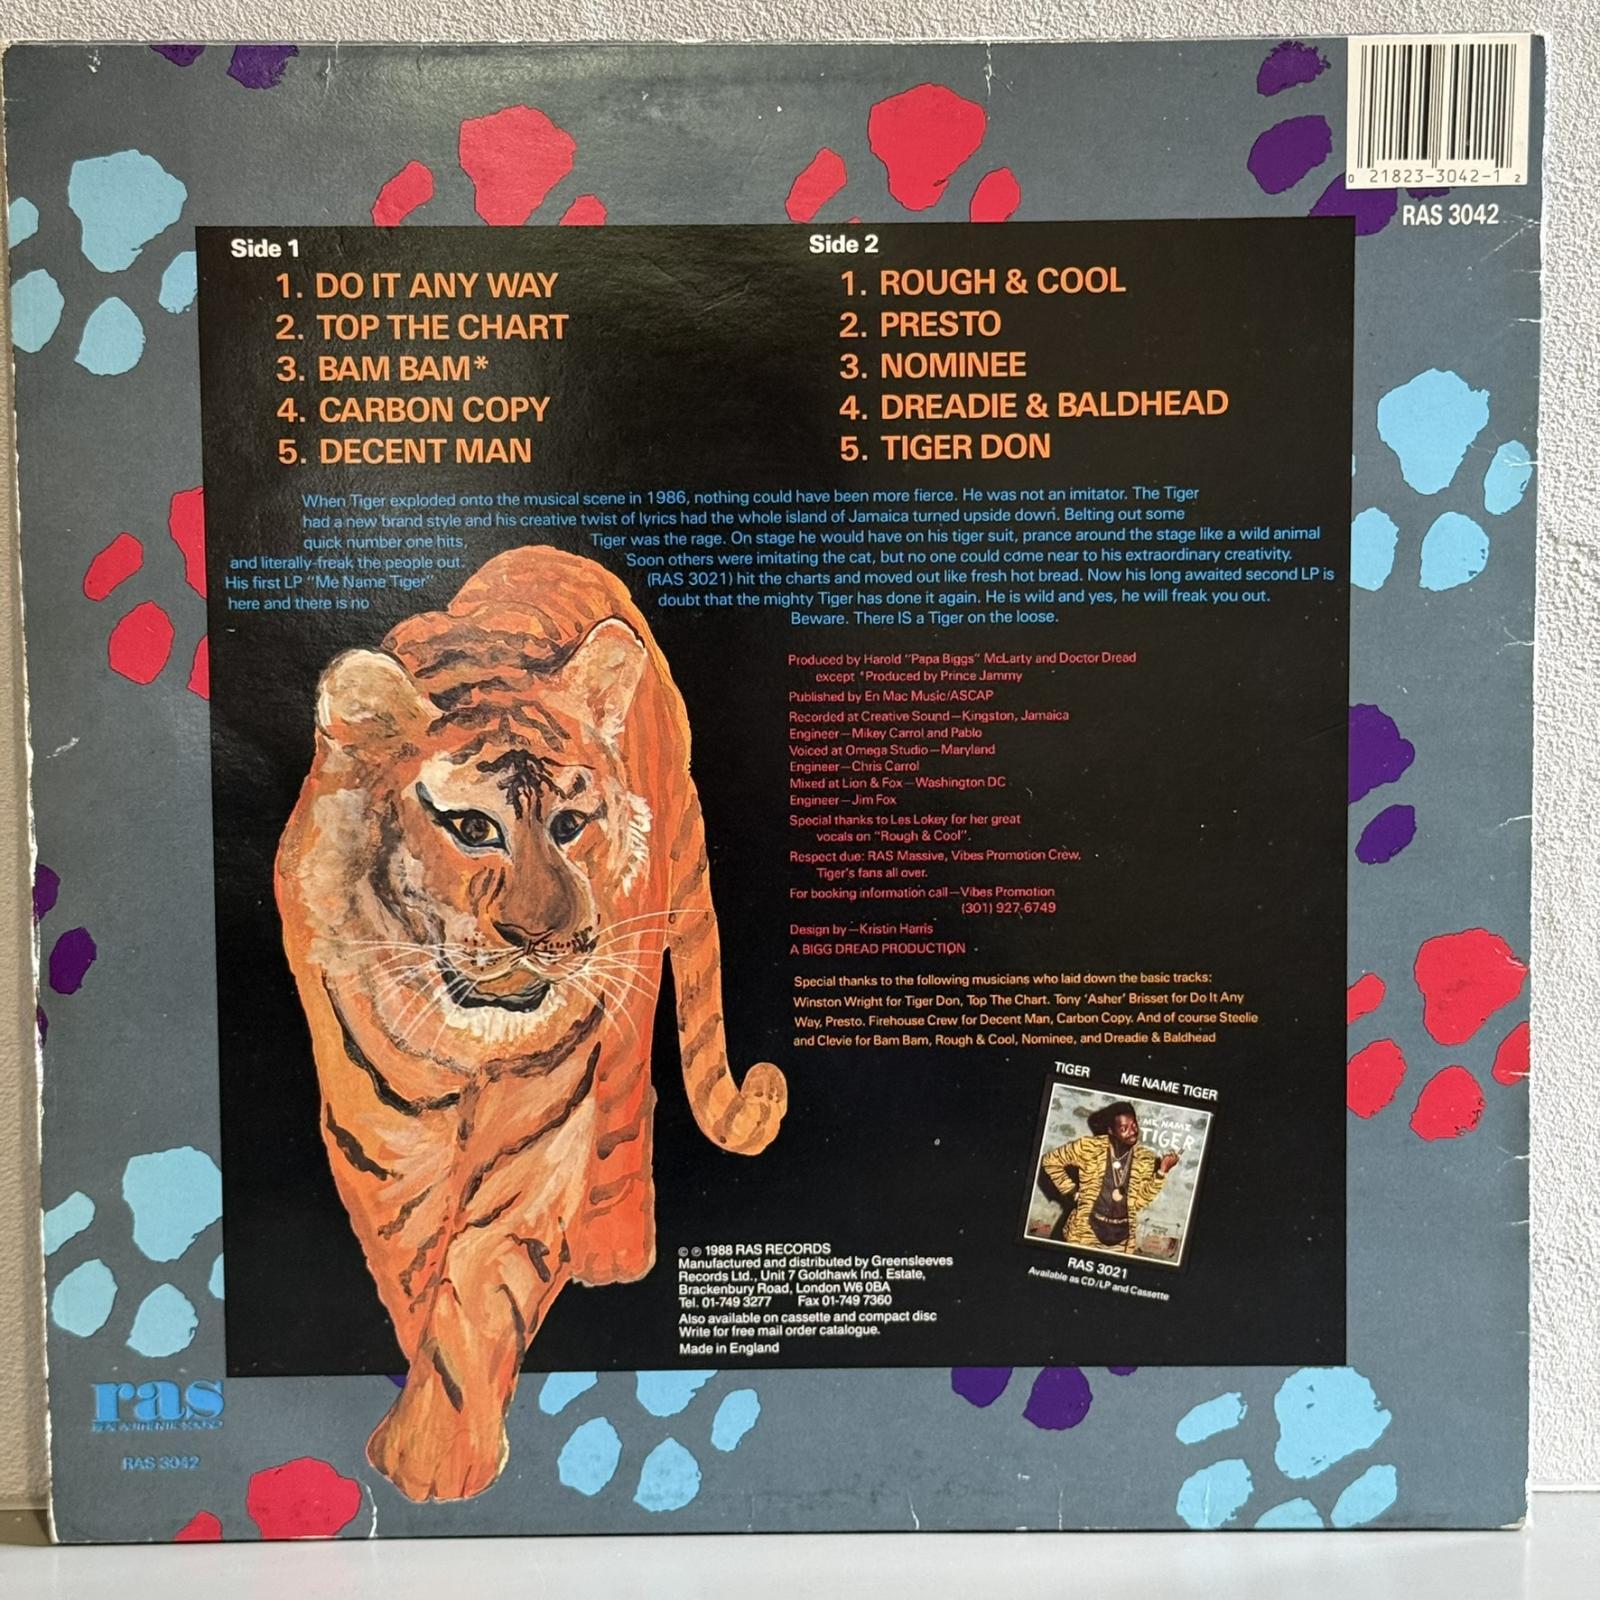 0 21823-3042-1 2
RAS 3042
Side 1
1. DO IT ANY WAY
2. TOP THE CHART
3. BAM BAM*
4. CARBON COPY
5. DECENT MAN
Side 2
1. ROUGH & COOL
2. PRESTO
3. NOMINEE
4. DREADIE & BALDHEAD
5. TIGER DON
When Tiger exploded onto the musical scene in 1986, nothing could have been more fierce. He was not an imitator. The Tiger
had a new brand style and his creative twist of lyrics had the whole island of Jamaica turned upside down. Belting out some
quick number one hits, Tiger was the rage. On stage he would have on his tiger suit, prance around the stage like a wild animal
and literally freak the people out. Soon others were imitating the cat, but no one could come near to his extraordinary creativity.
His first LP "Me Name Tiger" (RAS 3021) hit the charts and moved out like fresh hot bread. Now his long awaited second LP is
here and there is no doubt that the mighty Tiger has done it again. He is wild and yes, he will freak you out.
Beware. There IS a Tiger on the loose.
Produced by Harold "Papa Biggs" McLarty and Doctor Dread
except *Produced by Prince Jammy
Published by En Mac Music/ASCAP
Recorded at Creative Sound—Kingston, Jamaica
Engineer—Mikey Carrol and Pablo
Voiced at Omega Studio—Maryland
Engineer—Chris Carrol
Mixed at Lion & Fox—Washington DC
Engineer—Jim Fox
Special thanks to Les Lokey for her great
vocals on "Rough & Cool".
Respect due: RAS Massive, Vibes Promotion Crew,
Tiger's fans all over.
For booking information call—Vibes Promotion
(301) 927-6749
Design by—Kristin Harris
A BIGG DREAD PRODUCTION
Special thanks to the following musicians who laid down the basic tracks:
Winston Wright for Tiger Don, Top The Chart. Tony 'Asher' Brisset for Do It Any
Way, Presto. Firehouse Crew for Decent Man, Carbon Copy. And of course Steelie
and Clevie for Bam Bam, Rough & Cool, Nominee, and Dreadie & Baldhead
TIGER ME NAME TIGER
ME NAME
TIGER
RAS 3021
Available as CD/LP and Cassette
© ℗ 1988 RAS RECORDS
Manufactured and distributed by Greensleeves
Records Ltd., Unit 7 Goldhawk Ind. Estate,
Brackenbury Road, London W6 0BA
Tel. 01-749 3277 Fax 01-749 7360
Also available on cassette and compact disc
Write for free mail order catalogue.
Made in England
ras
REAL AUTHENTIC SOUND
RAS 3042